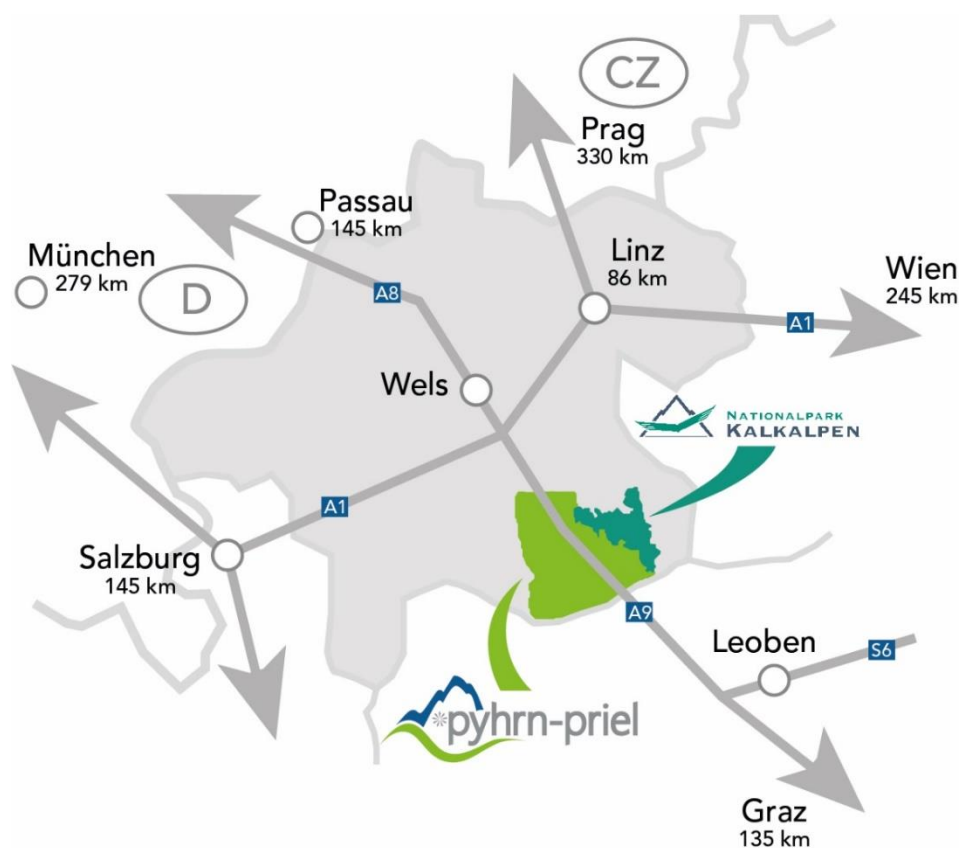 CZ
Prag
330 km
Passau
145 km
München
279 km
D
Linz
86 km
Wien
245 km
A8
A1
Wels
NATIONALPARK
KALKALPEN
A1
Salzburg
145 km
A9
Leoben
S6
pyhrn-priel
Graz
135 km